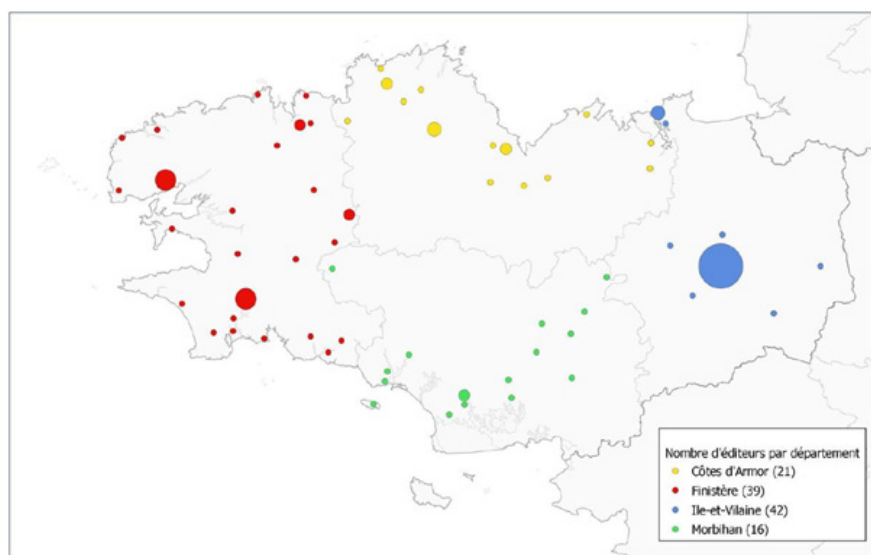 Nombre d'éditeurs par département
Côtes d'Armor (21)
Finistère (39)
Ile-et-Vilaine (42)
Morbihan (16)